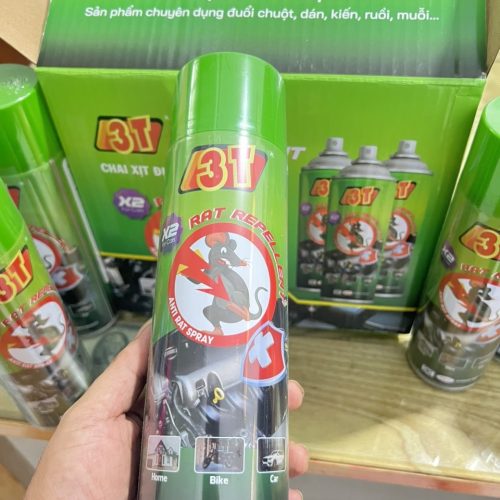 Sản phẩm chuyên dụng đuổi chuột, dán, kiến, ruồi, muỗi...
3T
CHAI XỊT
X2
RAT REPELLENT
ANTI RAT SPRAY
Home
Bike
Car
3T
X2
3T
3T